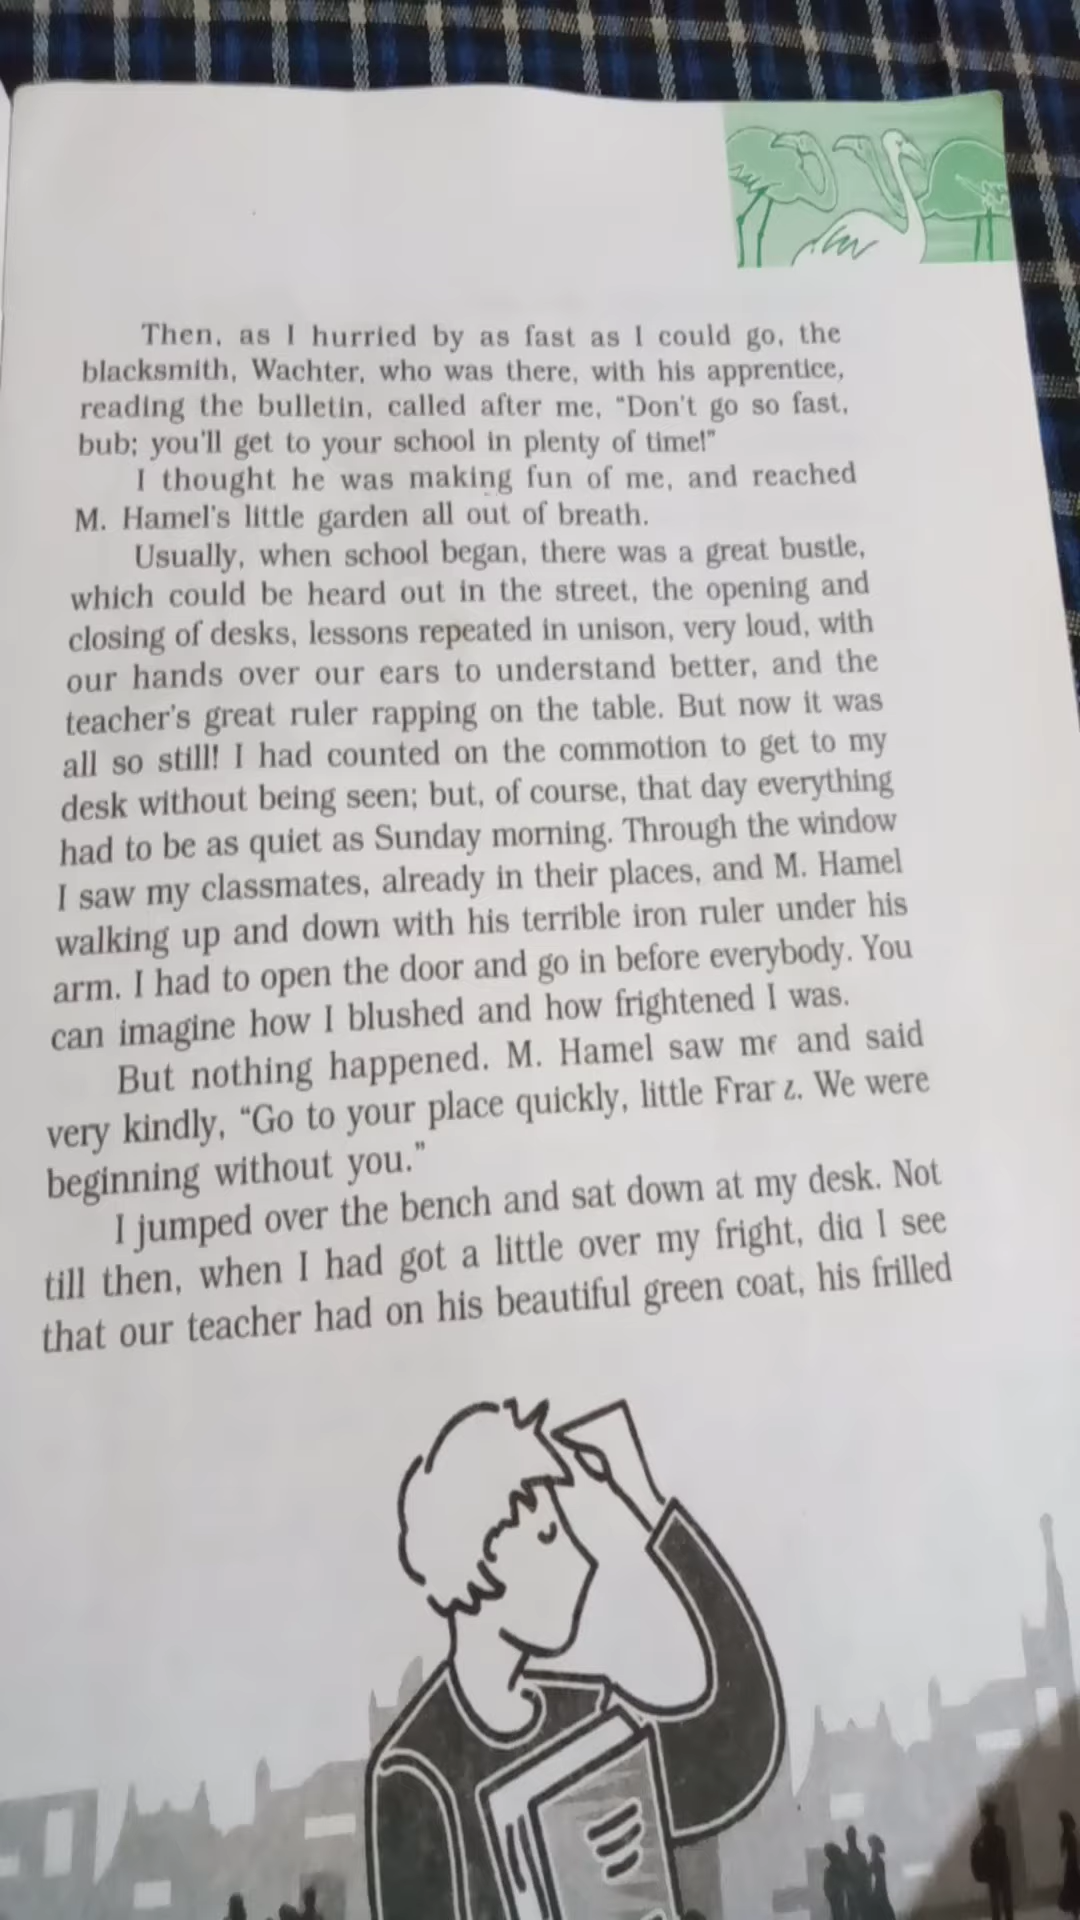 Then, as I hurried by as fast as I could go, the
blacksmith, Wachter, who was there, with his apprentice,
reading the bulletin, called after me, “Don't go so fast,
bub; you'll get to your school in plenty of time!”
I thought he was making fun of me, and reached
M. Hamel's little garden all out of breath.
Usually, when school began, there was a great bustle,
which could be heard out in the street, the opening and
closing of desks, lessons repeated in unison, very loud, with
our hands over our ears to understand better, and the
teacher's great ruler rapping on the table. But now it was
all so still! I had counted on the commotion to get to my
desk without being seen; but, of course, that day everything
had to be as quiet as Sunday morning. Through the window
I saw my classmates, already in their places, and M. Hamel
walking up and down with his terrible iron ruler under his
arm. I had to open the door and go in before everybody. You
can imagine how I blushed and how frightened I was.
But nothing happened. M. Hamel saw me and said
very kindly, “Go to your place quickly, little Franz. We were
beginning without you.”
I jumped over the bench and sat down at my desk. Not
till then, when I had got a little over my fright, did I see
that our teacher had on his beautiful green coat, his frilled